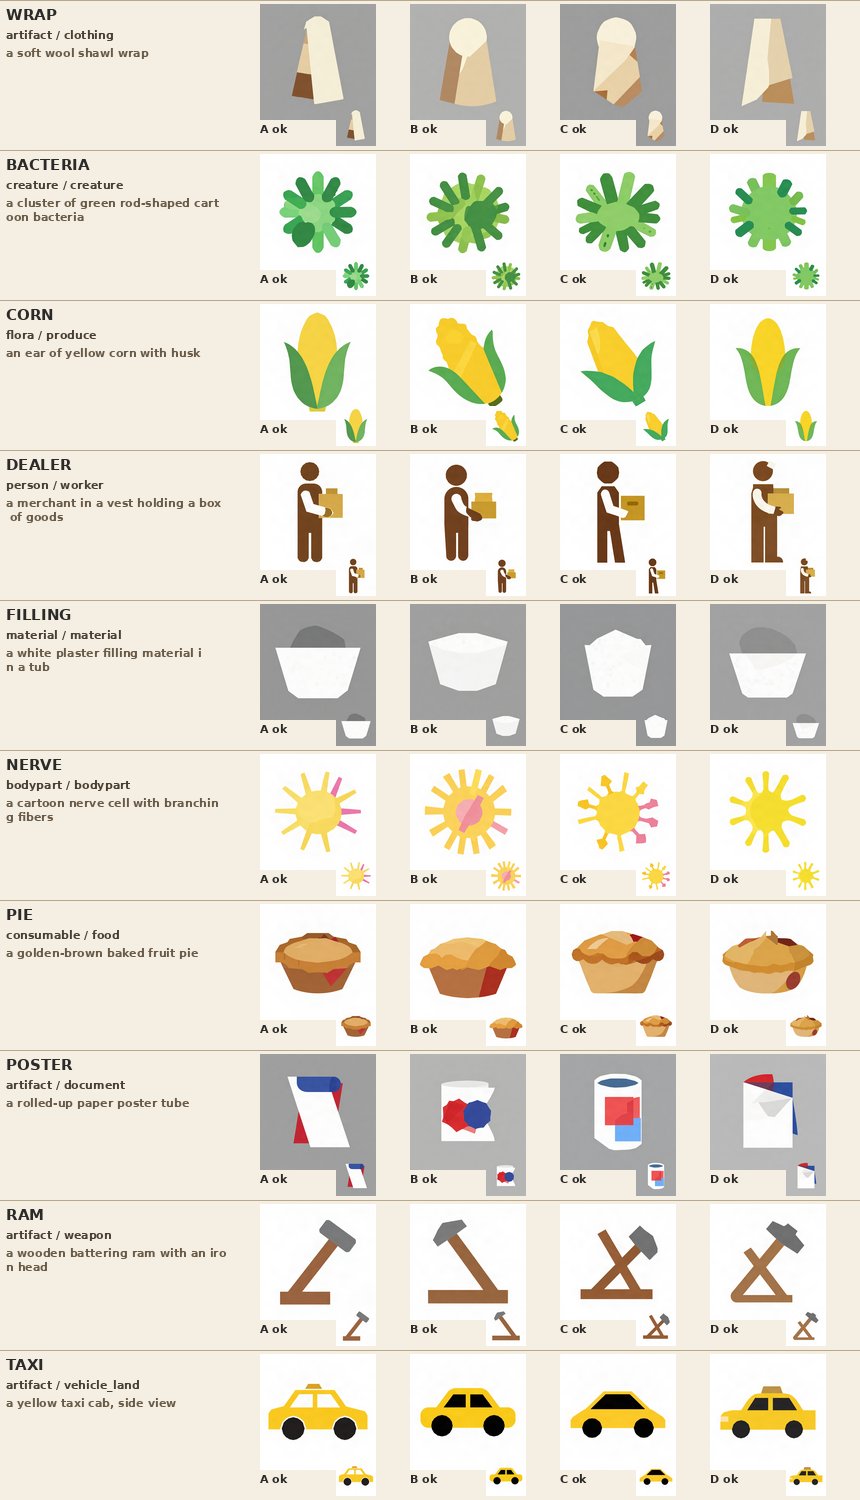 WRAP
artifact / clothing
a soft wool shawl wrap
A ok
B ok
C ok
D ok
BACTERIA
creature / creature
a cluster of green rod-shaped cart
oon bacteria
A ok
B ok
C ok
D ok
CORN
flora / produce
an ear of yellow corn with husk
A ok
B ok
C ok
D ok
DEALER
person / worker
a merchant in a vest holding a box
of goods
A ok
B ok
C ok
D ok
FILLING
material / material
a white plaster filling material i
n a tub
A ok
B ok
C ok
D ok
NERVE
bodypart / bodypart
a cartoon nerve cell with branchin
g fibers
A ok
B ok
C ok
D ok
PIE
consumable / food
a golden-brown baked fruit pie
A ok
B ok
C ok
D ok
POSTER
artifact / document
a rolled-up paper poster tube
A ok
B ok
C ok
D ok
RAM
artifact / weapon
a wooden battering ram with an iro
n head
A ok
B ok
C ok
D ok
TAXI
artifact / vehicle_land
a yellow taxi cab, side view
A ok
B ok
C ok
D ok